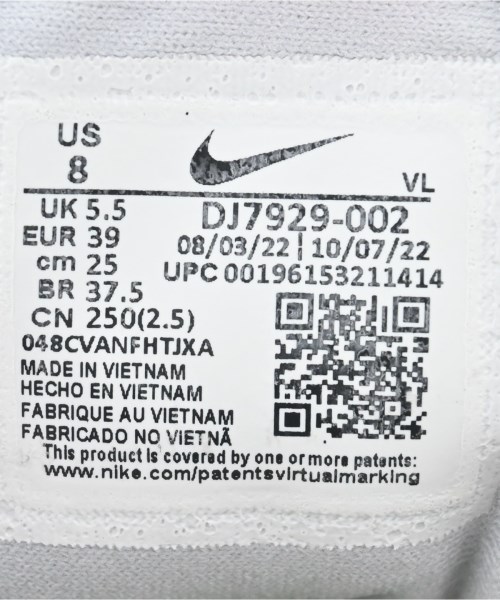 US
8
VL
UK 5.5
EUR 39
cm 25
BR 37.5
CN 250(2.5)
DJ7929-002
08/03/22 | 10/07/22
UPC 00196153211414
048CVANFHTJXA
MADE IN VIETNAM
HECHO EN VIETNAM
FABRIQUE AU VIETNAM
FABRICADO NO VIETNÃ
This product is covered by one or more patents:
www.nike.com/patentsvirtualmarking